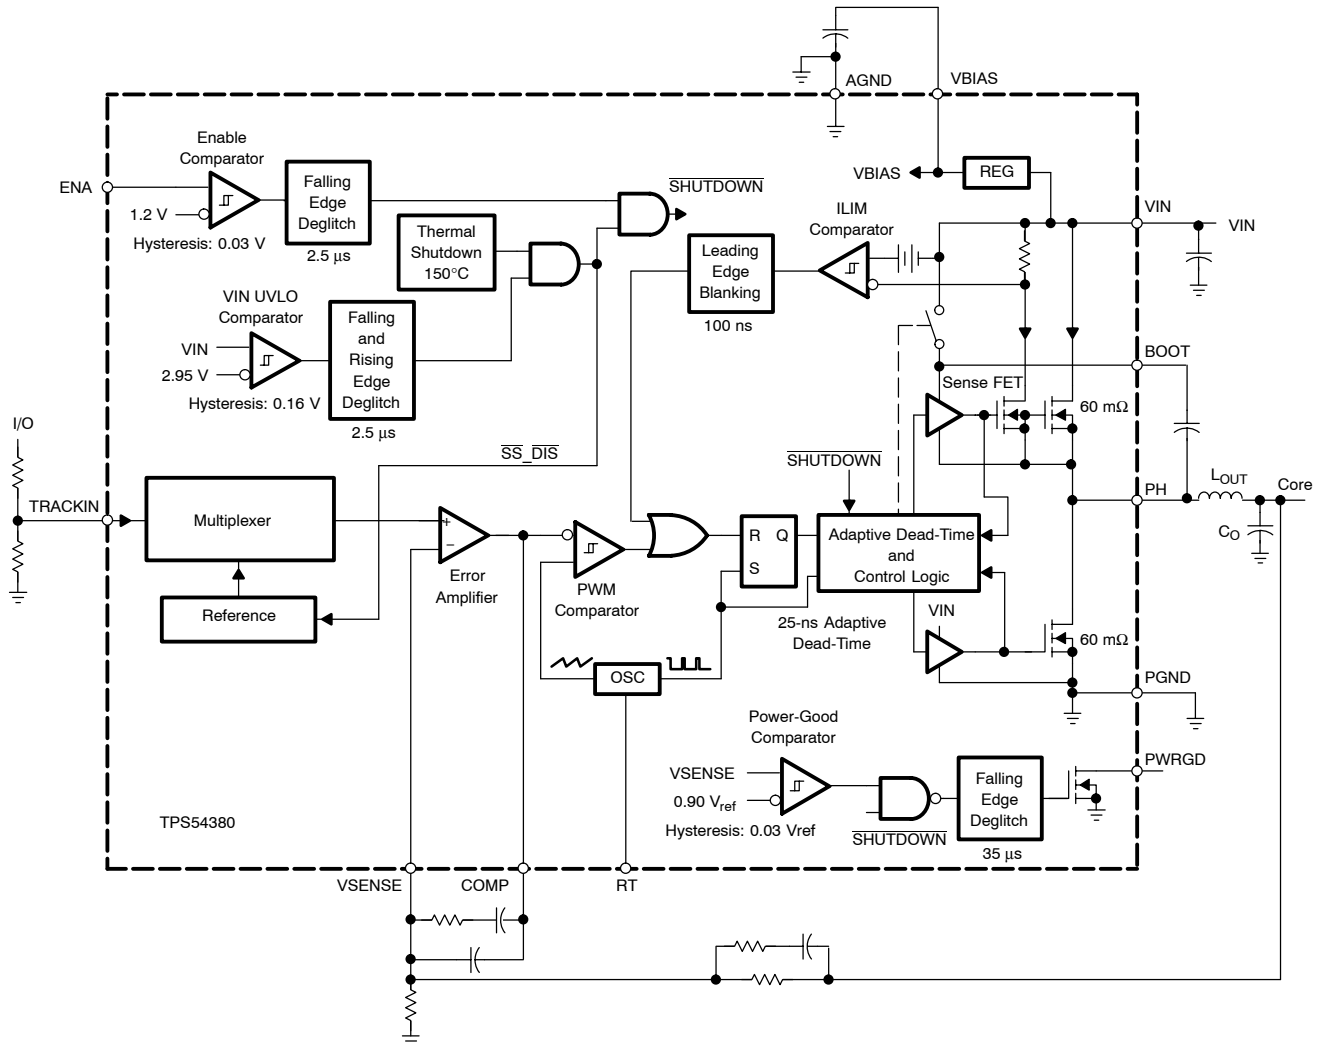 AGND
VBIAS
Enable
Comparator
ENA
1.2 V
Hysteresis: 0.03 V
Falling
Edge
Deglitch
2.5 μs
Thermal
Shutdown
150°C
SHUTDOWN
VBIAS
REG
ILIM
Comparator
VIN
VIN
Leading
Edge
Blanking
100 ns
VIN UVLO
Comparator
VIN
2.95 V
Hysteresis: 0.16 V
Falling
and
Rising
Edge
Deglitch
2.5 μs
BOOT
Sense FET
60 mΩ
I/O
SS_DIS
SHUTDOWN
TRACKIN
Multiplexer
Reference
+
−
Error
Amplifier
PWM
Comparator
R Q
S
Adaptive Dead-Time
and
Control Logic
25-ns Adaptive
Dead-Time
PH
LOUT
Core
CO
VIN
60 mΩ
OSC
PGND
Power-Good
Comparator
VSENSE
0.90 Vref
Hysteresis: 0.03 Vref
SHUTDOWN
Falling
Edge
Deglitch
35 μs
PWRGD
TPS54380
VSENSE
COMP
RT